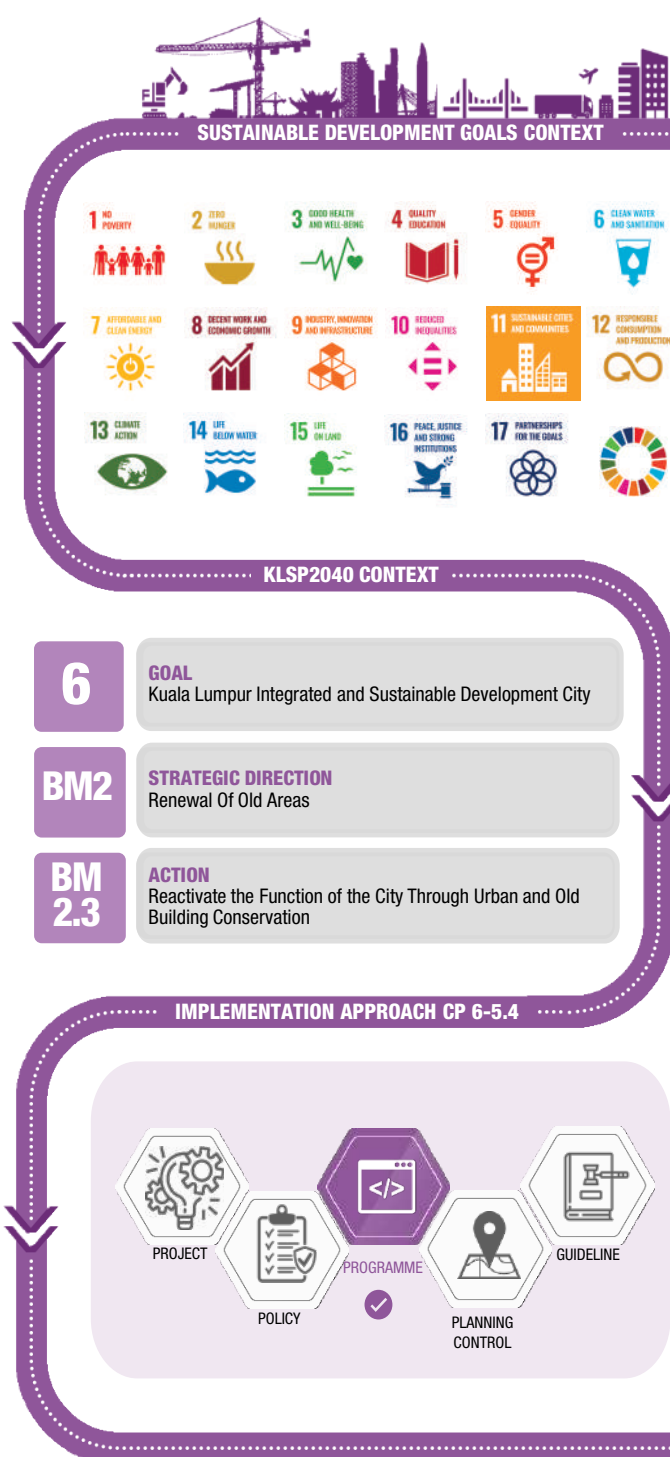 SUSTAINABLE DEVELOPMENT GOALS CONTEXT
1 NO POVERTY
2 ZERO HUNGER
3 GOOD HEALTH AND WELL-BEING
4 QUALITY EDUCATION
5 GENDER EQUALITY
6 CLEAN WATER AND SANITATION
7 AFFORDABLE AND CLEAN ENERGY
8 DECENT WORK AND ECONOMIC GROWTH
9 INDUSTRY, INNOVATION AND INFRASTRUCTURE
10 REDUCED INEQUALITIES
11 SUSTAINABLE CITIES AND COMMUNITIES
12 RESPONSIBLE CONSUMPTION AND PRODUCTION
13 CLIMATE ACTION
14 LIFE BELOW WATER
15 LIFE ON LAND
16 PEACE, JUSTICE AND STRONG INSTITUTIONS
17 PARTNERSHIPS FOR THE GOALS
KLSP2040 CONTEXT
6
GOAL
Kuala Lumpur Integrated and Sustainable Development City
BM2
STRATEGIC DIRECTION
Renewal Of Old Areas
BM
2.3
ACTION
Reactivate the Function of the City Through Urban and Old
Building Conservation
IMPLEMENTATION APPROACH CP 6-5.4
PROJECT
POLICY
</>
PROGRAMME
PLANNING
CONTROL
GUIDELINE